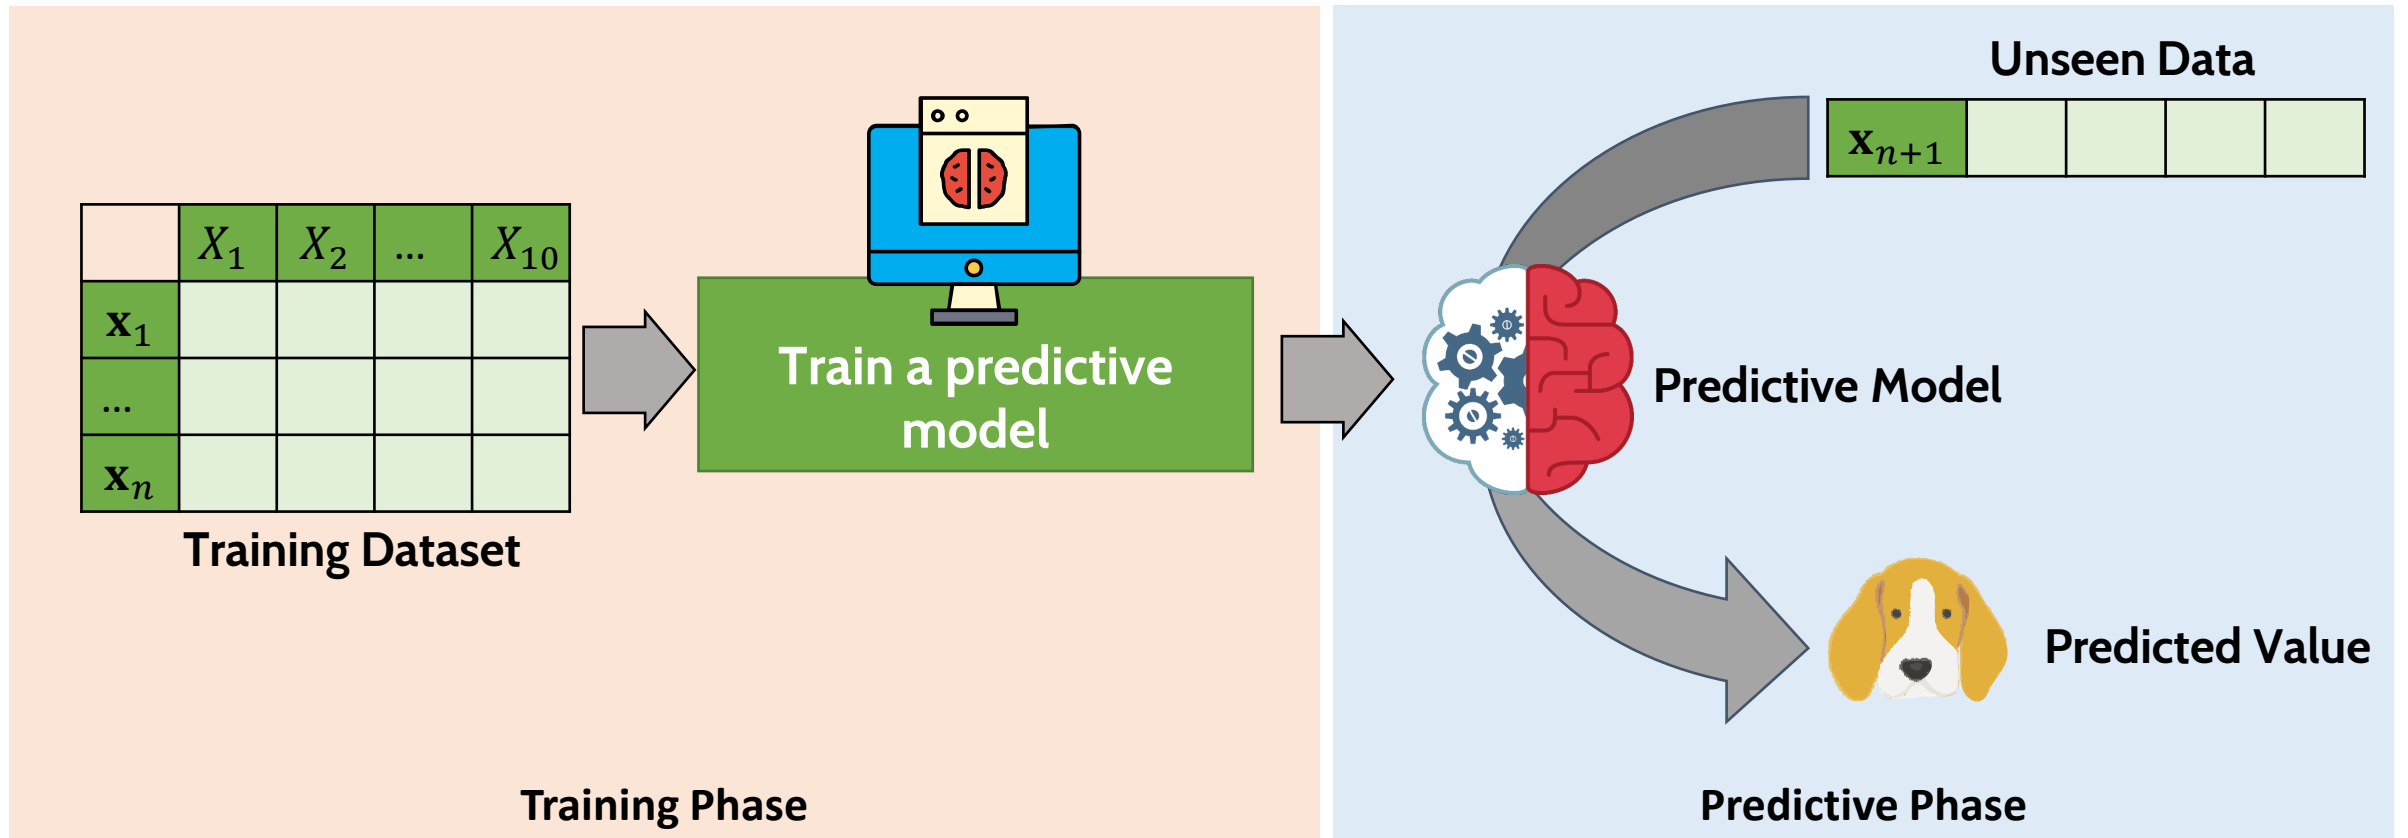 X₁ X₂ ... X₁₀
𝐱₁
...
𝐱ₙ
Training Dataset
Train a predictive
model
Training Phase
Unseen Data
𝐱ₙ₊₁
Predictive Model
Predicted Value
Predictive Phase